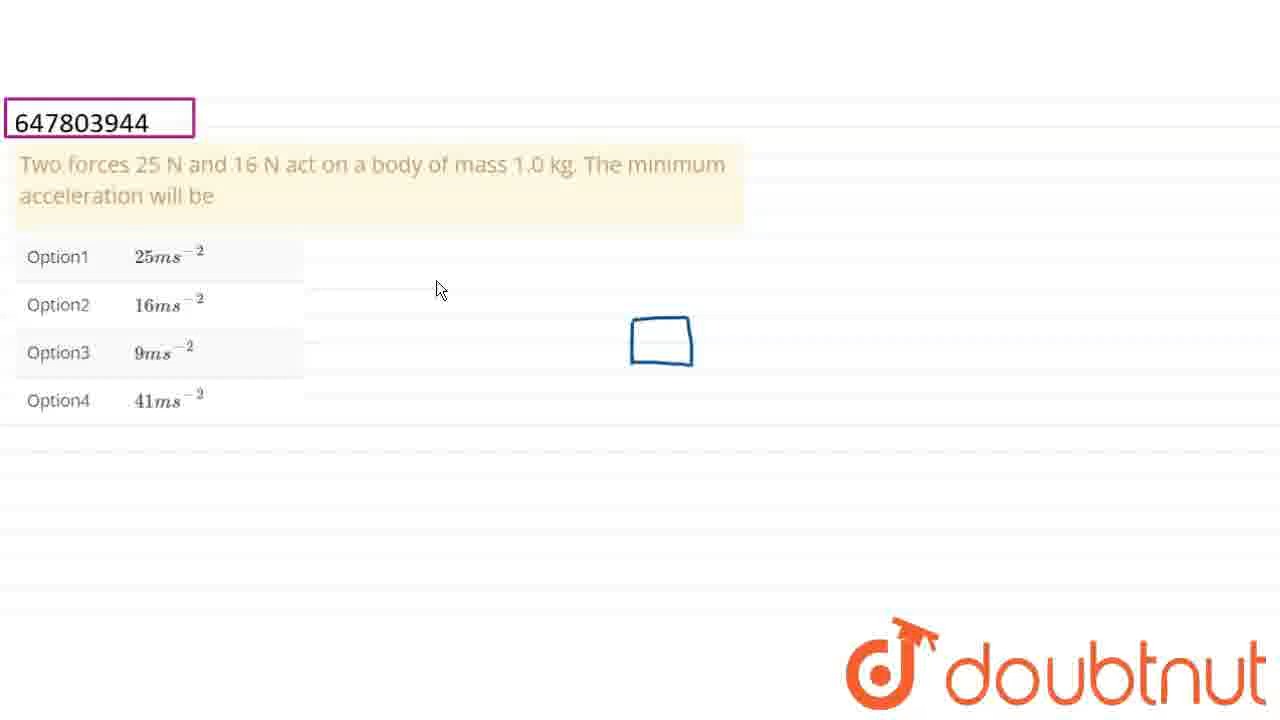 647803944
Two forces 25 N and 16 N act on a body of mass 1.0 kg. The minimum
acceleration will be
Option1 25ms⁻²
Option2 16ms⁻²
Option3 9ms⁻²
Option4 41ms⁻²
doubtnut